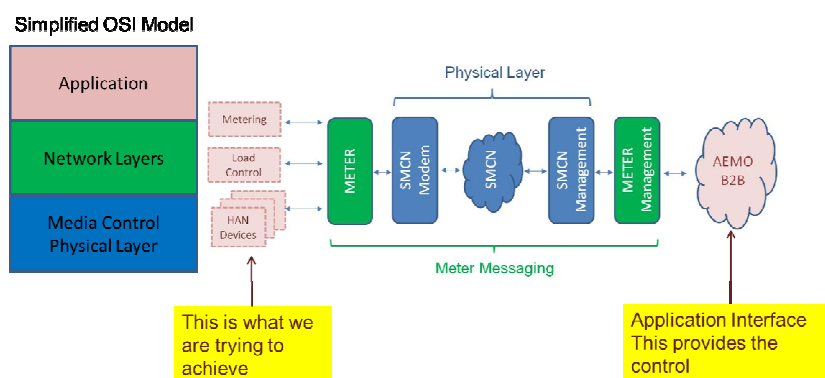 Simplified OSI Model
Application
Network Layers
Media Control
Physical Layer
Metering
Load
Control
HAN
Devices
Physical Layer
METER
SMCN
Modem
SMCN
SMCN
Management
METER
Management
AEMO
B2B
Meter Messaging
This is what we
are trying to
achieve
Application Interface
This provides the
control